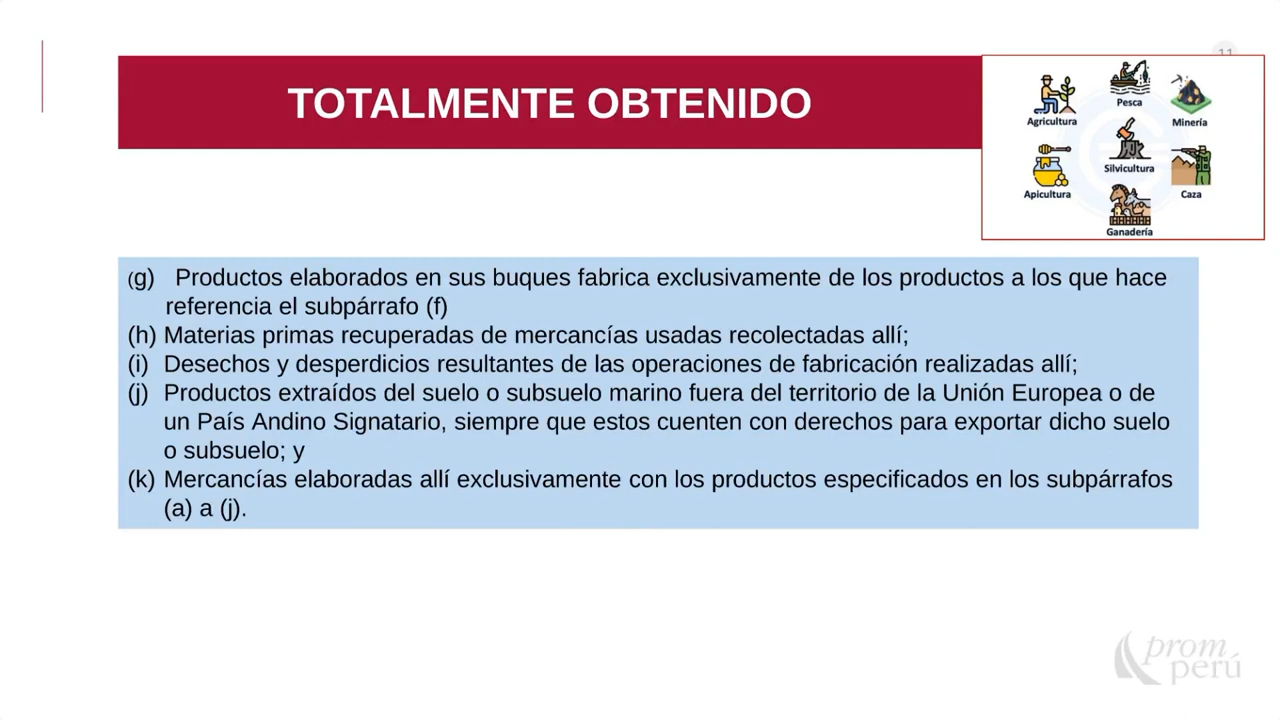 11
TOTALMENTE OBTENIDO
Agricultura
Pesca
Minería
Apicultura
Silvicultura
Caza
Ganadería
(g) Productos elaborados en sus buques fabrica exclusivamente de los productos a los que hace
referencia el subpárrafo (f)
(h) Materias primas recuperadas de mercancías usadas recolectadas allí;
(i) Desechos y desperdicios resultantes de las operaciones de fabricación realizadas allí;
(j) Productos extraídos del suelo o subsuelo marino fuera del territorio de la Unión Europea o de
un País Andino Signatario, siempre que estos cuenten con derechos para exportar dicho suelo
o subsuelo; y
(k) Mercancías elaboradas allí exclusivamente con los productos especificados en los subpárrafos
(a) a (j).
prom
perú